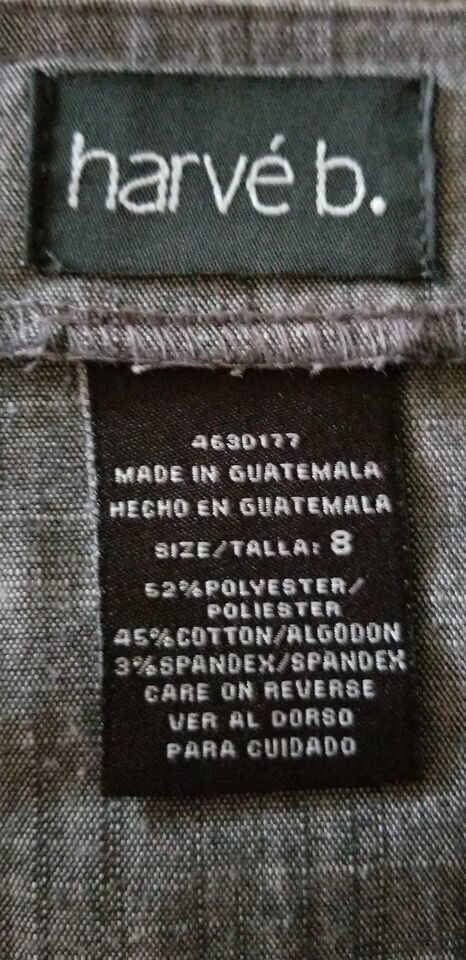 harvé b.
463D177
MADE IN GUATEMALA
HECHO EN GUATEMALA
SIZE/TALLA: 8
52%POLYESTER/
POLIESTER
45%COTTON/ALGODON
3%SPANDEX/SPANDEX
CARE ON REVERSE
VER AL DORSO
PARA CUIDADO